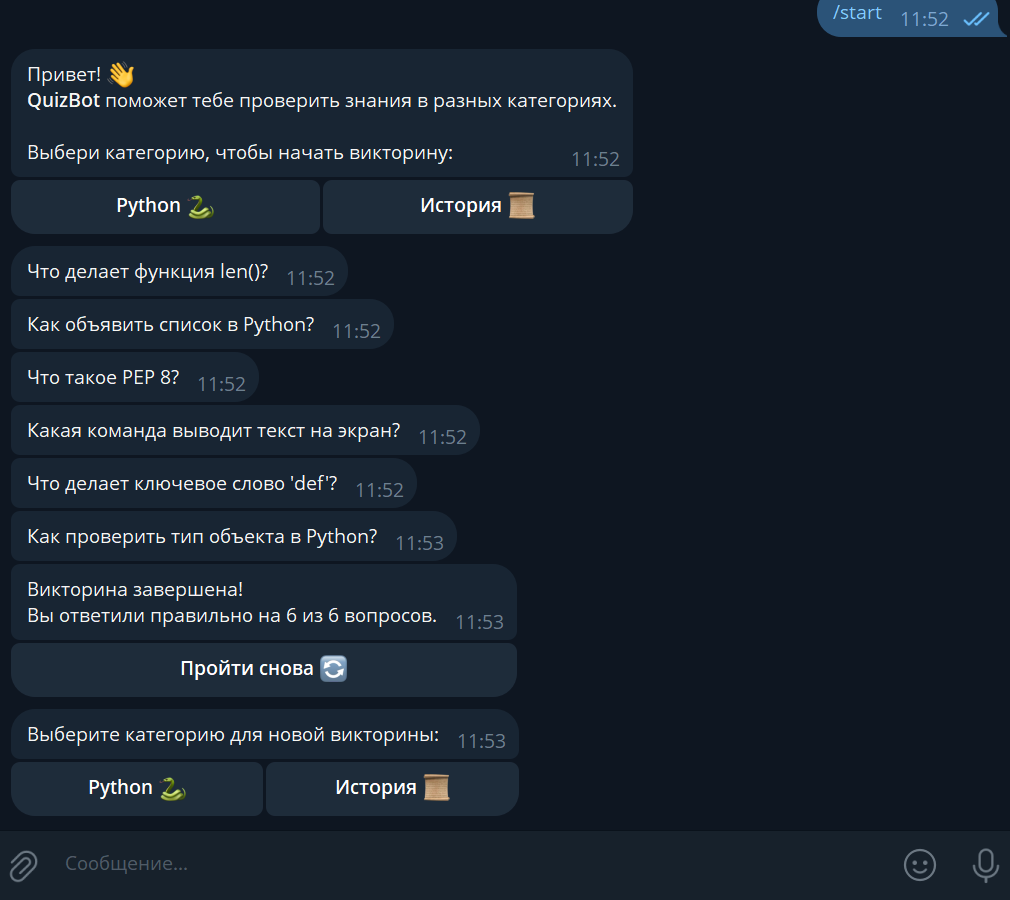 /start 11:52
Привет! 👋
QuizBot поможет тебе проверить знания в разных категориях.
Выбери категорию, чтобы начать викторину: 11:52
Python 🐍 История 📜
Что делает функция len()? 11:52
Как объявить список в Python? 11:52
Что такое PEP 8? 11:52
Какая команда выводит текст на экран? 11:52
Что делает ключевое слово 'def'? 11:52
Как проверить тип объекта в Python? 11:53
Викторина завершена!
Вы ответили правильно на 6 из 6 вопросов. 11:53
Пройти снова 🔄
Выберите категорию для новой викторины: 11:53
Python 🐍 История 📜
Сообщение...